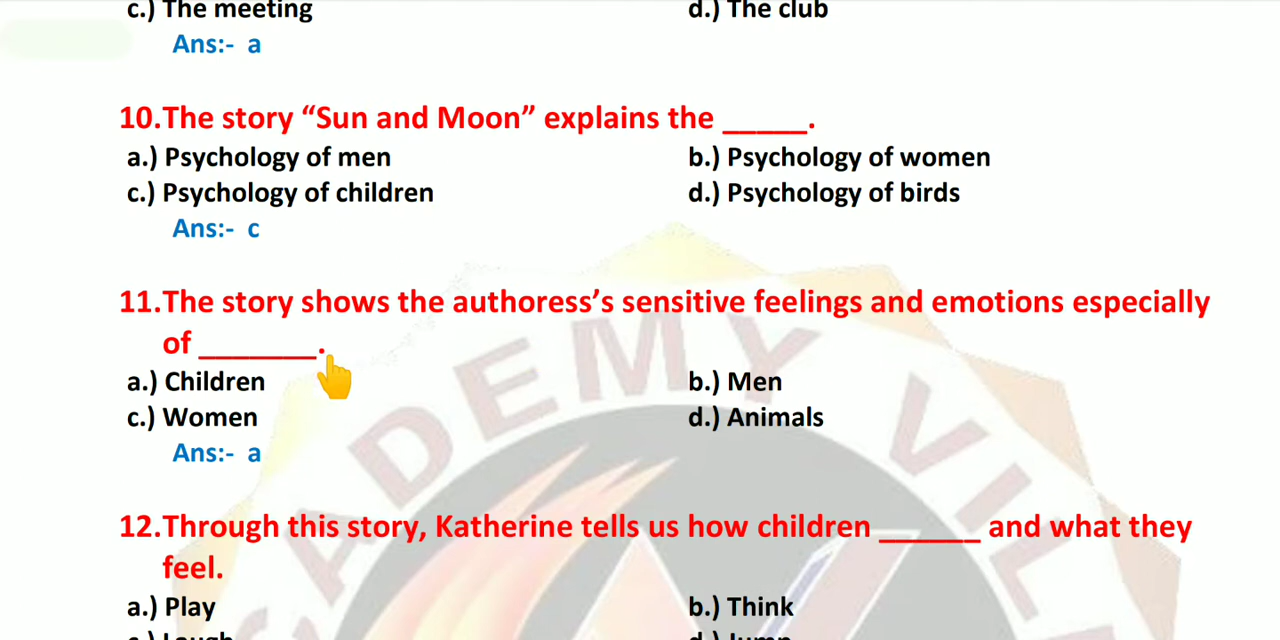 c.) The meeting d.) The club
Ans:- a
10.The story “Sun and Moon” explains the _____.
a.) Psychology of men b.) Psychology of women
c.) Psychology of children d.) Psychology of birds
Ans:- c
11.The story shows the authoress’s sensitive feelings and emotions especially
of _______.
a.) Children b.) Men
c.) Women d.) Animals
Ans:- a
12.Through this story, Katherine tells us how children ______ and what they
feel.
a.) Play b.) Think
c.) Laugh d.) Jump